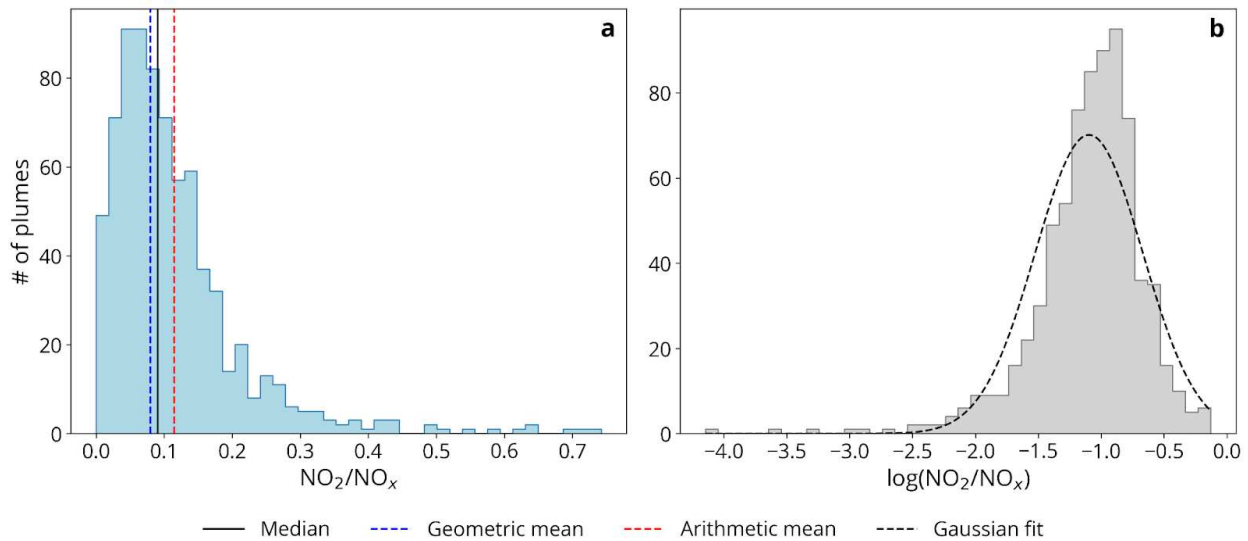 a
b
80
60
40
20
0
# of plumes
0.0 0.1 0.2 0.3 0.4 0.5 0.6 0.7
NO₂/NOₓ
80
60
40
20
0
−4.0 −3.5 −3.0 −2.5 −2.0 −1.5 −1.0 −0.5 0.0
log(NO₂/NOₓ)
Median Geometric mean Arithmetic mean Gaussian fit